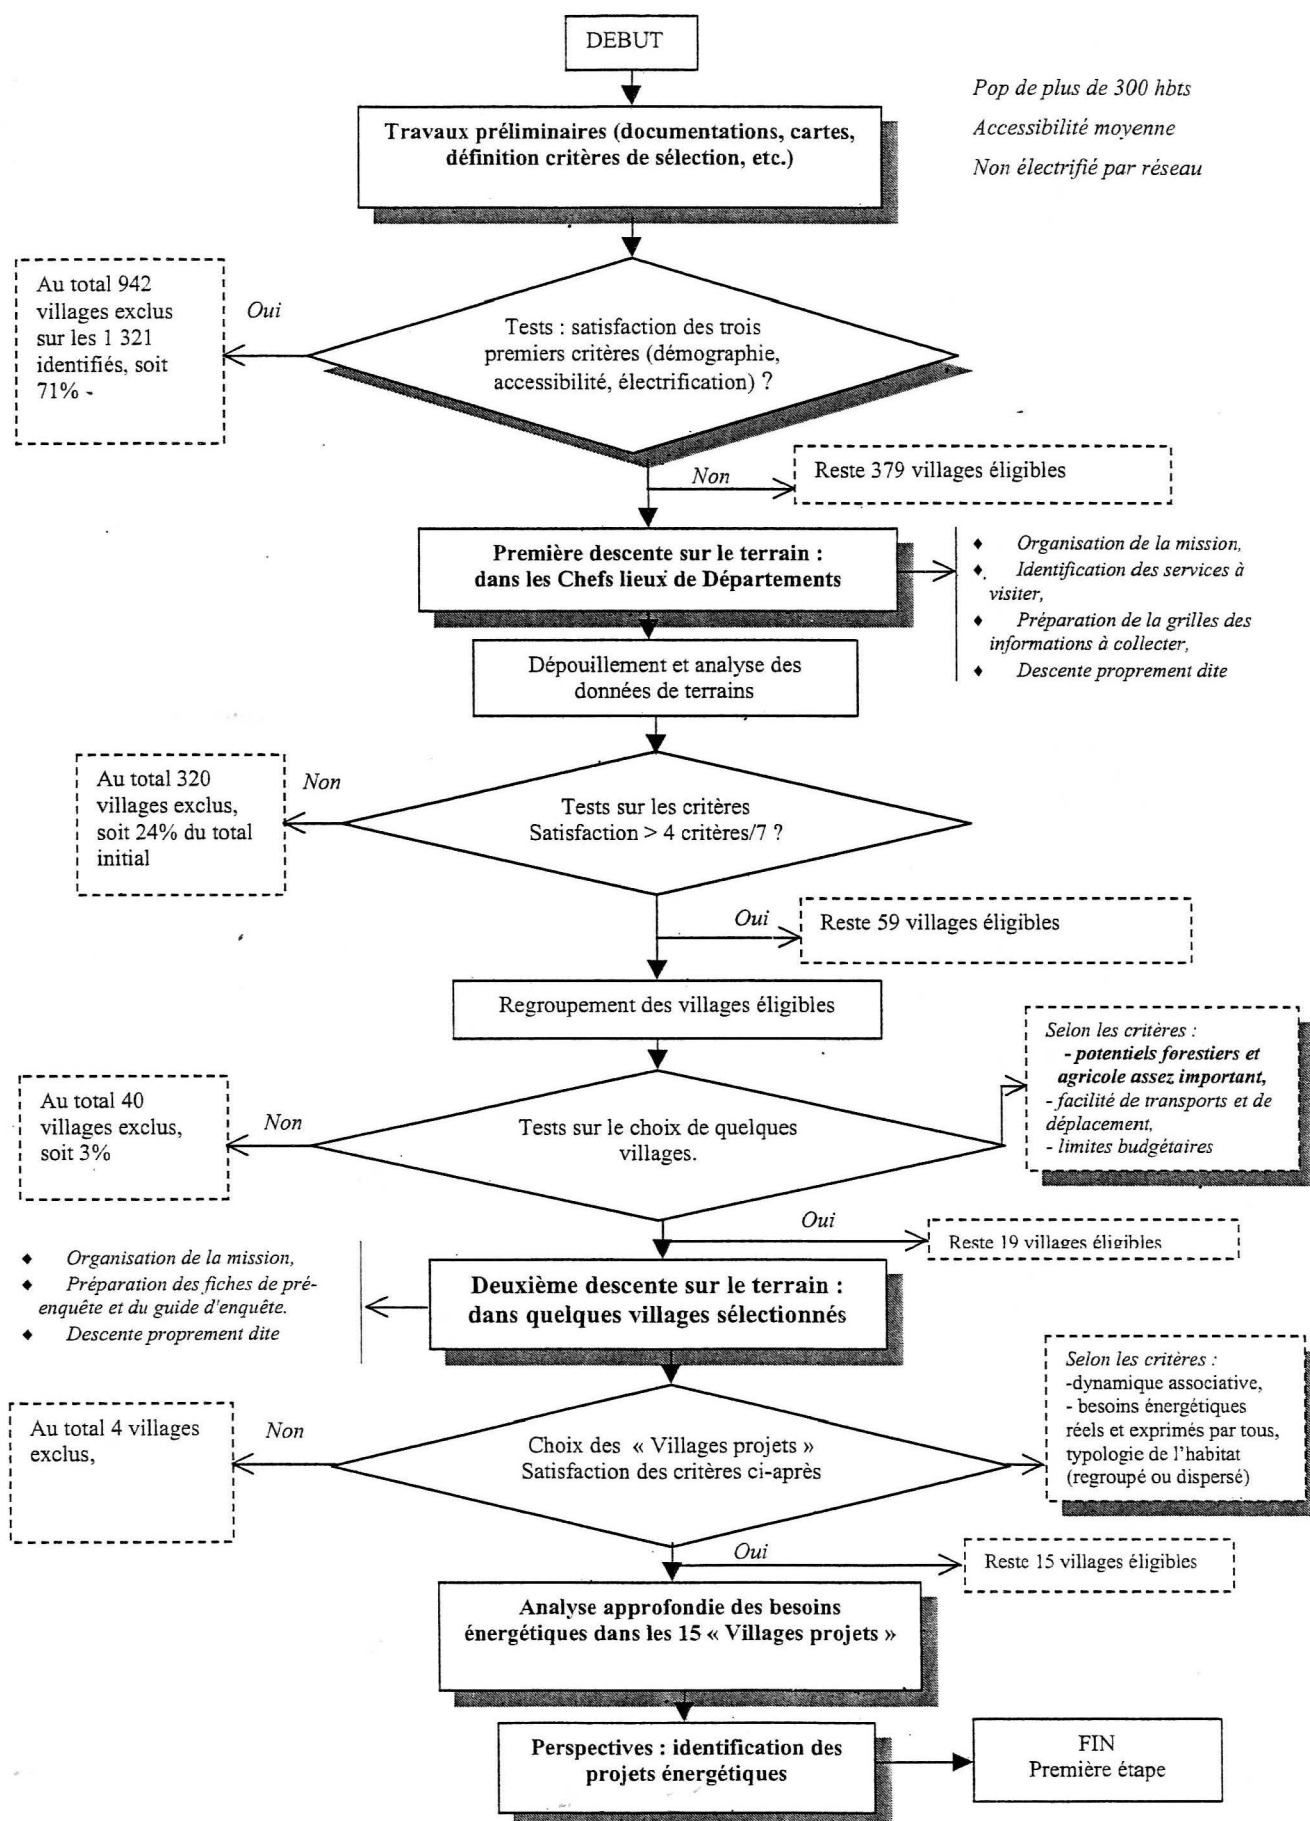 DEBUT
Pop de plus de 300 hbts
Accessibilité moyenne
Non électrifié par réseau
Travaux préliminaires (documentations, cartes,
définition critères de sélection, etc.)
Au total 942
villages exclus
sur les 1 321
identifiés, soit
71% -
Oui
Tests : satisfaction des trois
premiers critères (démographie,
accessibilité, électrification) ?
Non
Reste 379 villages éligibles
Première descente sur le terrain :
dans les Chefs lieux de Départements
♦ Organisation de la mission,
♦ Identification des services à
visiter,
♦ Préparation de la grilles des
informations à collecter,
♦ Descente proprement dite
Dépouillement et analyse des
données de terrains
Au total 320
villages exclus,
soit 24% du total
initial
Non
Tests sur les critères
Satisfaction > 4 critères/7 ?
Oui
Reste 59 villages éligibles
Regroupement des villages éligibles
Selon les critères :
- potentiels forestiers et
agricole assez important,
- facilité de transports et de
déplacement,
- limites budgétaires
Au total 40
villages exclus,
soit 3%
Non
Tests sur le choix de quelques
villages.
Oui
Reste 19 villages éligibles
♦ Organisation de la mission,
♦ Préparation des fiches de pré-
enquête et du guide d'enquête.
♦ Descente proprement dite
Deuxième descente sur le terrain :
dans quelques villages sélectionnés
Selon les critères :
-dynamique associative,
- besoins énergétiques
réels et exprimés par tous,
typologie de l'habitat
(regroupé ou dispersé)
Au total 4 villages
exclus,
Non
Choix des « Villages projets »
Satisfaction des critères ci-après
Oui
Reste 15 villages éligibles
Analyse approfondie des besoins
énergétiques dans les 15 « Villages projets »
Perspectives : identification des
projets énergétiques
FIN
Première étape